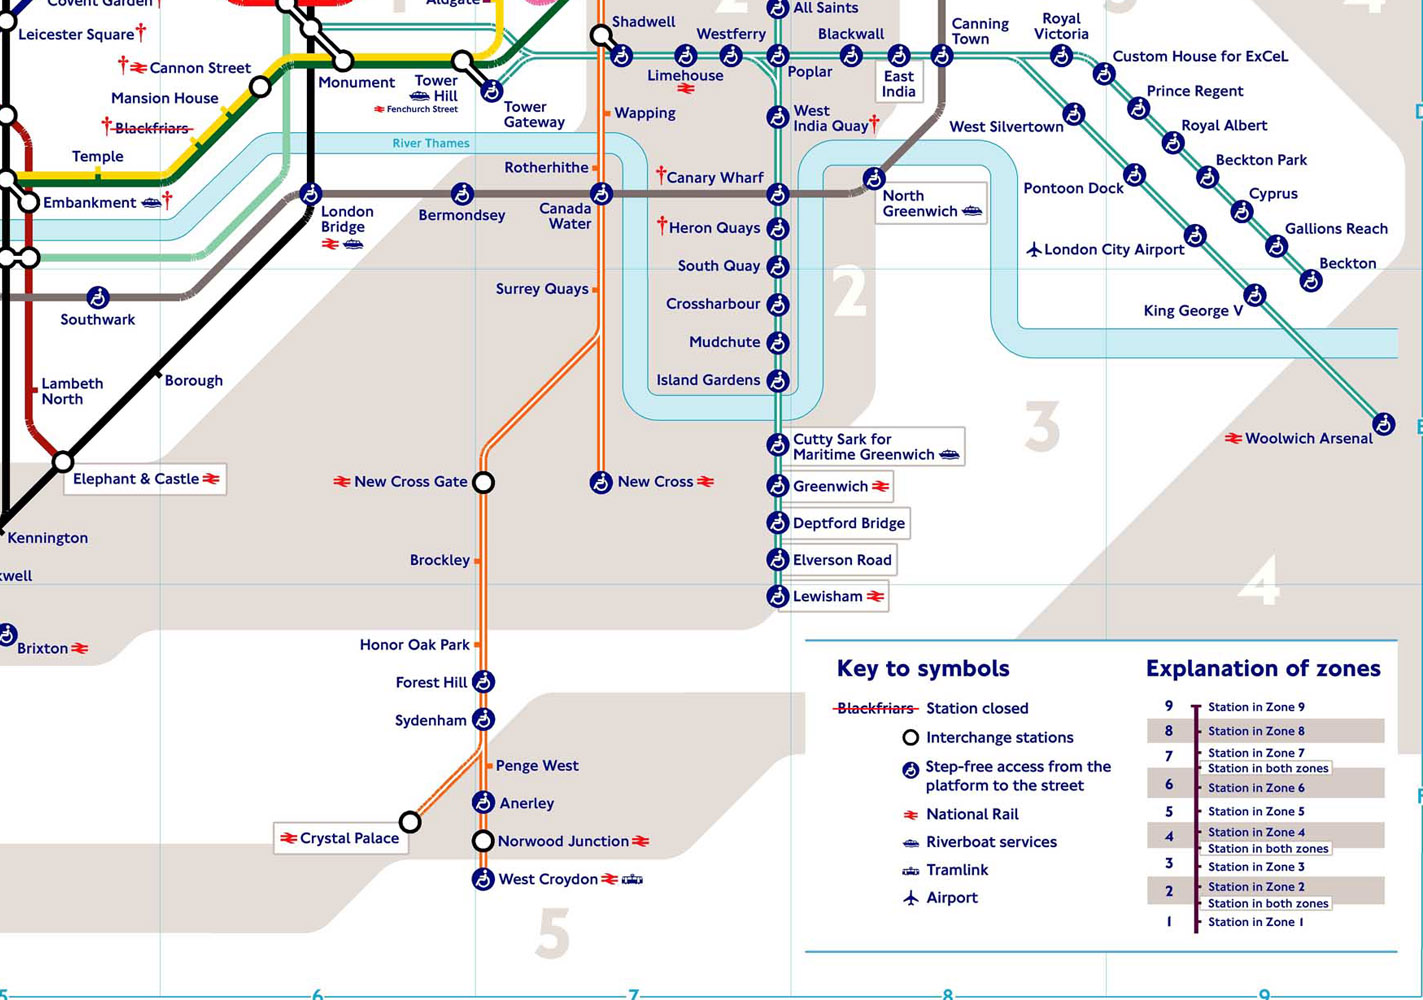 Covent Garden†
Leicester Square†
Aldgate
†Cannon Street
Mansion House
†Blackfriars
Temple
Embankment†
Monument
Tower
Hill
Fenchurch Street
Tower
Gateway
River Thames
London
Bridge
Bermondsey
Southwark
Lambeth
North
Borough
Elephant & Castle
Kennington
kwell
Brixton
Shadwell
Wapping
Rotherhithe
Canada
Water
Surrey Quays
New Cross Gate
New Cross
Brockley
Honor Oak Park
Forest Hill
Sydenham
Penge West
Anerley
Crystal Palace
Norwood Junction
West Croydon
Limehouse
Westferry
All Saints
Poplar
Blackwall
East
India
Canning
Town
Royal
Victoria
Custom House for ExCeL
Prince Regent
Royal Albert
Beckton Park
Cyprus
Gallions Reach
Beckton
West Silvertown
Pontoon Dock
London City Airport
King George V
Woolwich Arsenal
West
India Quay†
†Canary Wharf
North
Greenwich
†Heron Quays
South Quay
Crossharbour
Mudchute
Island Gardens
Cutty Sark for
Maritime Greenwich
Greenwich
Deptford Bridge
Elverson Road
Lewisham
2
2
3
4
5
Key to symbols
Blackfriars Station closed
Interchange stations
Step-free access from the
platform to the street
National Rail
Riverboat services
Tramlink
Airport
Explanation of zones
9 Station in Zone 9
8 Station in Zone 8
7 Station in Zone 7
Station in both zones
6 Station in Zone 6
5 Station in Zone 5
4 Station in Zone 4
Station in both zones
3 Station in Zone 3
2 Station in Zone 2
Station in both zones
1 Station in Zone 1
5
6
7
8
9